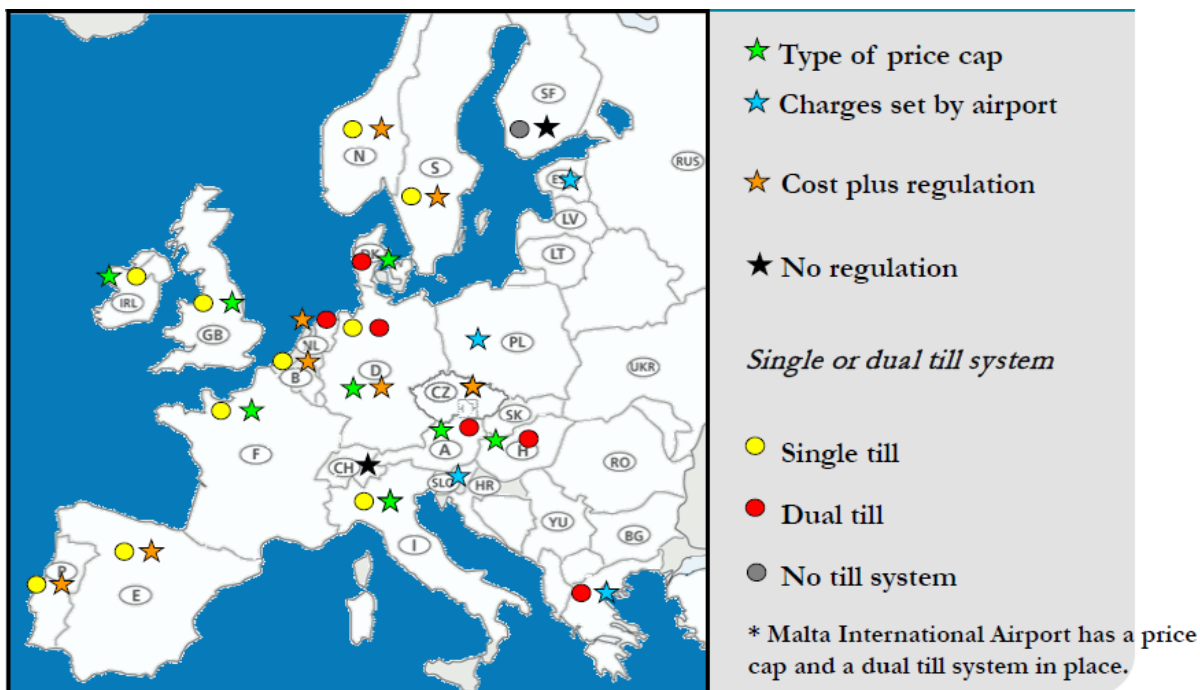 SF
N
S
RUS
ES
LV
DK
LT
IRL
GB
NL
PL
B
D
UKR
CZ
SK
F
A
H
CH
RO
SLO
HR
YU
I
BG
P
E
Type of price cap
Charges set by airport
Cost plus regulation
No regulation
Single or dual till system
Single till
Dual till
No till system
* Malta International Airport has a price
cap and a dual till system in place.